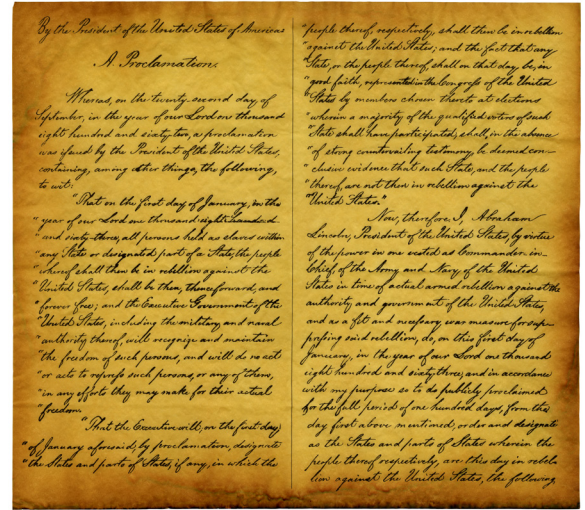 By the President of the United States of America:
A Proclamation.
Whereas, on the twenty-second day of
September, in the year of our Lord one thousand
eight hundred and sixty two, a proclamation
was issued by the President of the United States,
containing, among other things, the following,
to wit:
"That on the first day of January, in the
"year of our Lord one thousand eight hundred
"and sixty-three, all persons held as slaves within
"any State or designated part of a State, the people
"whereof shall then be in rebellion against the
"United States, shall be then, thenceforward, and
"forever free; and the Executive Government of the
"United States, including the military and naval
"authority thereof, will recognize and maintain
"the freedom of such persons, and will do no act
"or acts to repress such persons, or any of them,
"in any efforts they may make for their actual
"freedom.
"That the Executive will, on the first day
"of January aforesaid, by proclamation, designate
"the States and parts of States, if any, in which the
"people thereof, respectively, shall then be in rebellion
"against the United States; and the fact that any
"State, or the people thereof, shall on that day be, in
"good faith, represented in the Congress of the United
"States by members chosen thereto at elections
"wherein a majority of the qualified voters of such
"State shall have participated, shall, in the absence
"of strong countervailing testimony, be deemed con-
"clusive evidence that such State, and the people
"thereof, are not then in rebellion against the
"United States."
Now, therefore I, Abraham
Lincoln, President of the United States, by virtue
of the power in me vested as Commander-in-
Chief, of the Army and Navy of the United
States in time of actual armed rebellion against the
authority and government of the United States,
and as a fit and necessary war measure for sup-
pressing said rebellion, do, on this first day of
January, in the year of our Lord one thousand
eight hundred and sixty three, and in accordance
with my purpose so to do publicly proclaimed
for the full period of one hundred days, from the
day first above mentioned, order and designate
as the States and parts of States wherein the
people thereof respectively, are this day in rebel-
lion against the United States, the following